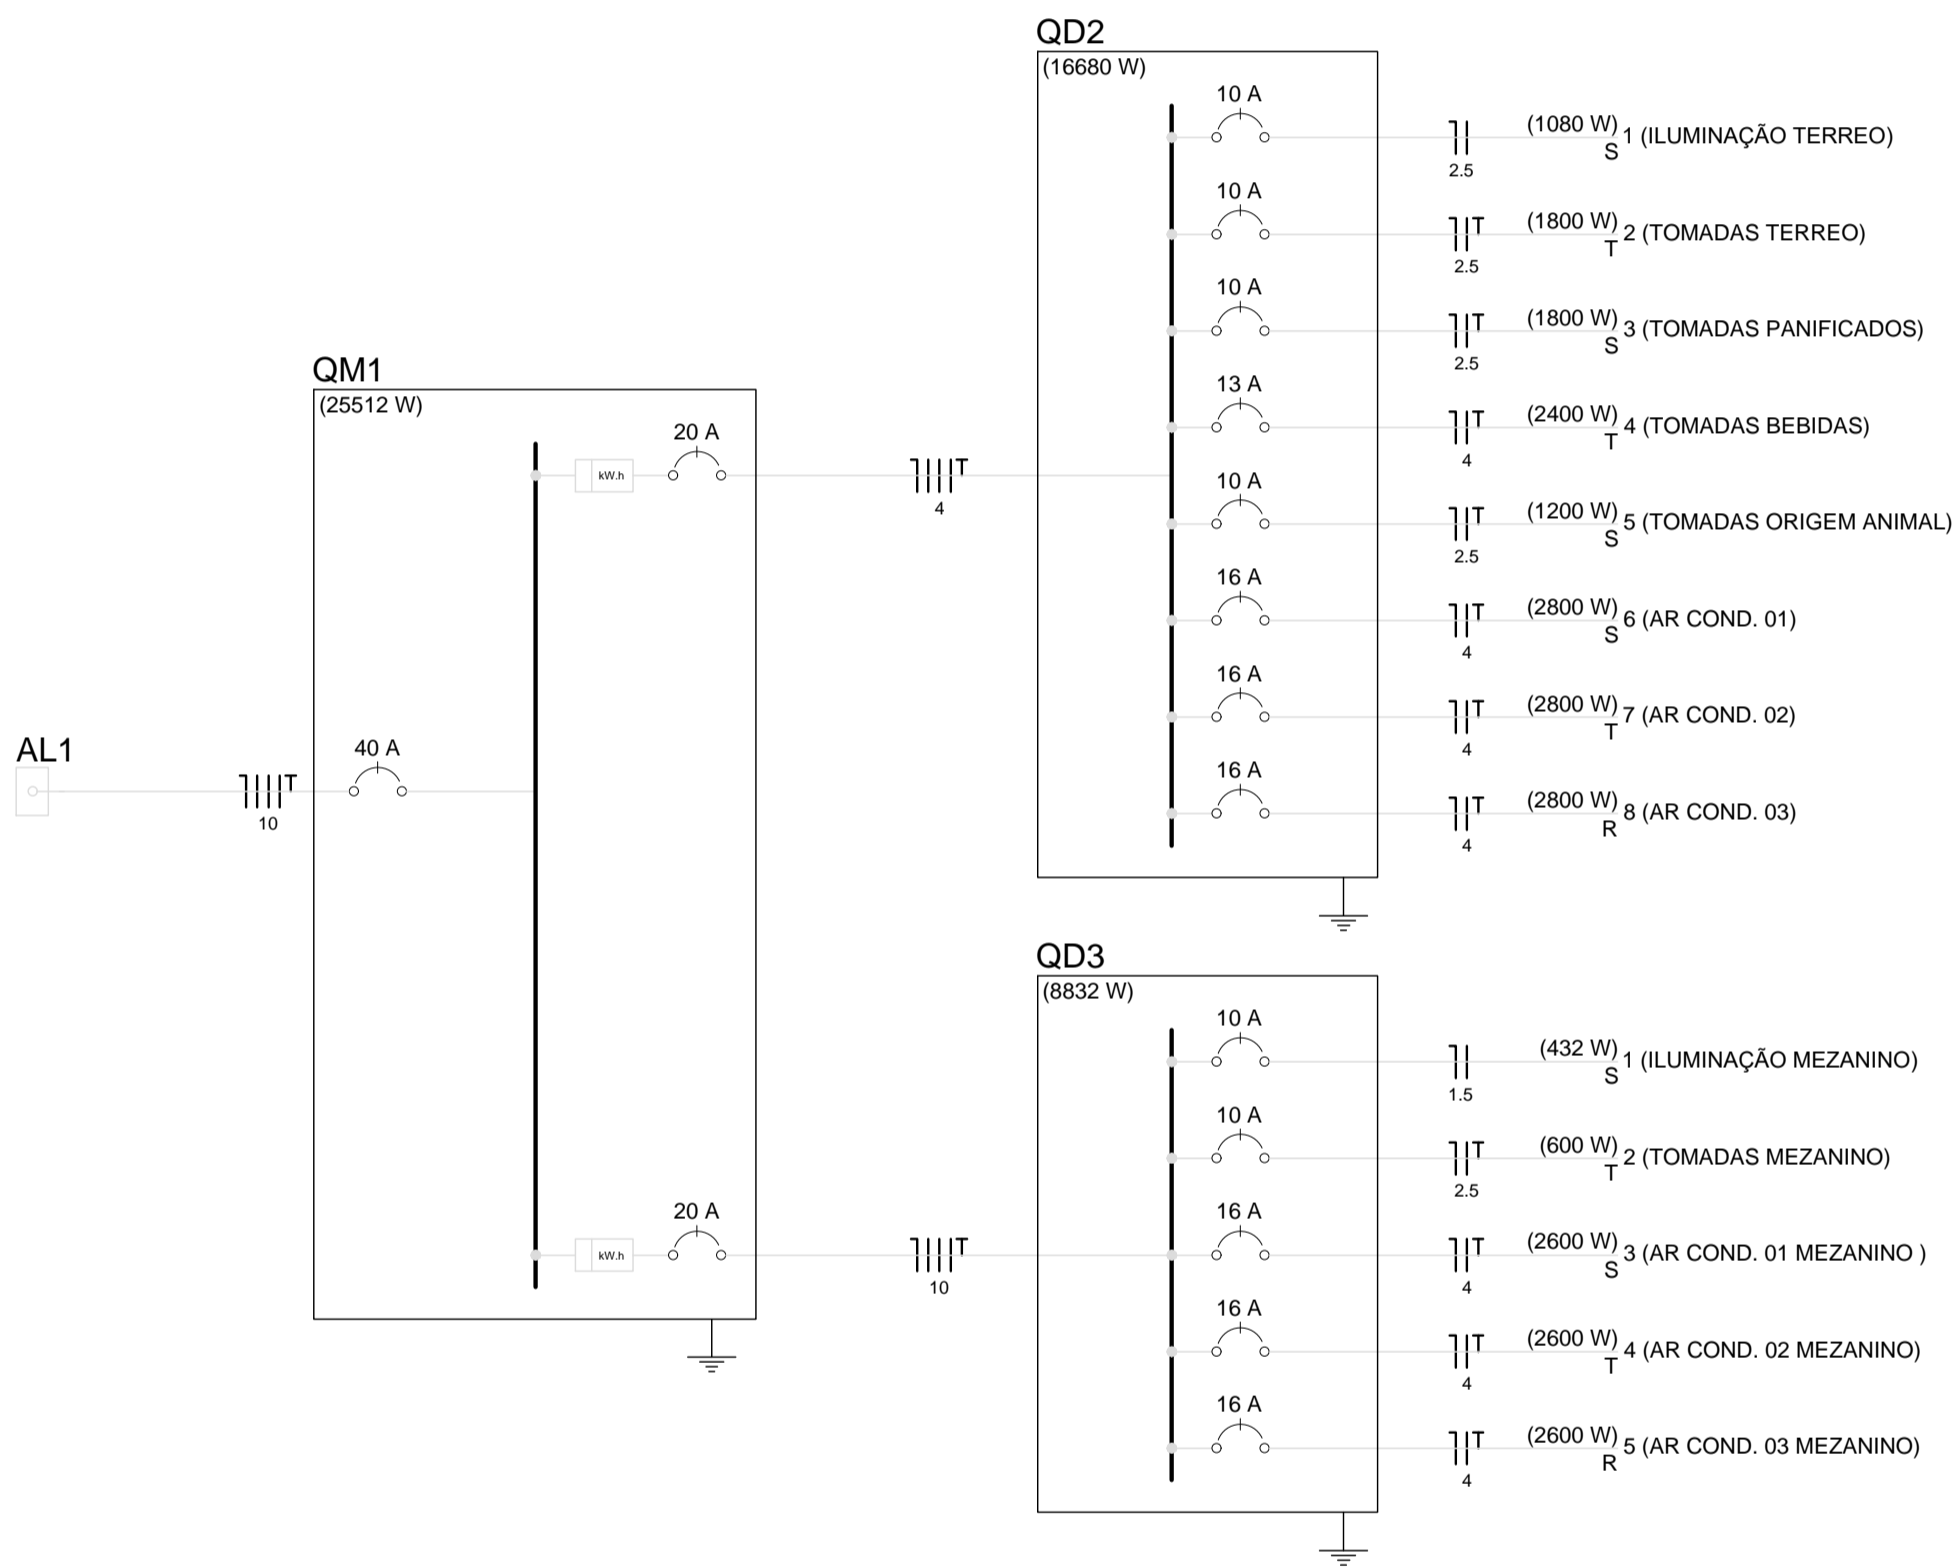 AL1
10
QM1
(25512 W)
40 A
20 A
kW.h
4
20 A
kW.h
10
QD2
(16680 W)
10 A
2.5
(1080 W)
S
1 (ILUMINAÇÃO TERREO)
10 A
2.5
(1800 W)
T
2 (TOMADAS TERREO)
10 A
2.5
(1800 W)
S
3 (TOMADAS PANIFICADOS)
13 A
4
(2400 W)
T
4 (TOMADAS BEBIDAS)
10 A
2.5
(1200 W)
S
5 (TOMADAS ORIGEM ANIMAL)
16 A
4
(2800 W)
S
6 (AR COND. 01)
16 A
4
(2800 W)
T
7 (AR COND. 02)
16 A
4
(2800 W)
R
8 (AR COND. 03)
QD3
(8832 W)
10 A
1.5
(432 W)
S
1 (ILUMINAÇÃO MEZANINO)
10 A
2.5
(600 W)
T
2 (TOMADAS MEZANINO)
16 A
4
(2600 W)
S
3 (AR COND. 01 MEZANINO )
16 A
4
(2600 W)
T
4 (AR COND. 02 MEZANINO)
16 A
4
(2600 W)
R
5 (AR COND. 03 MEZANINO)